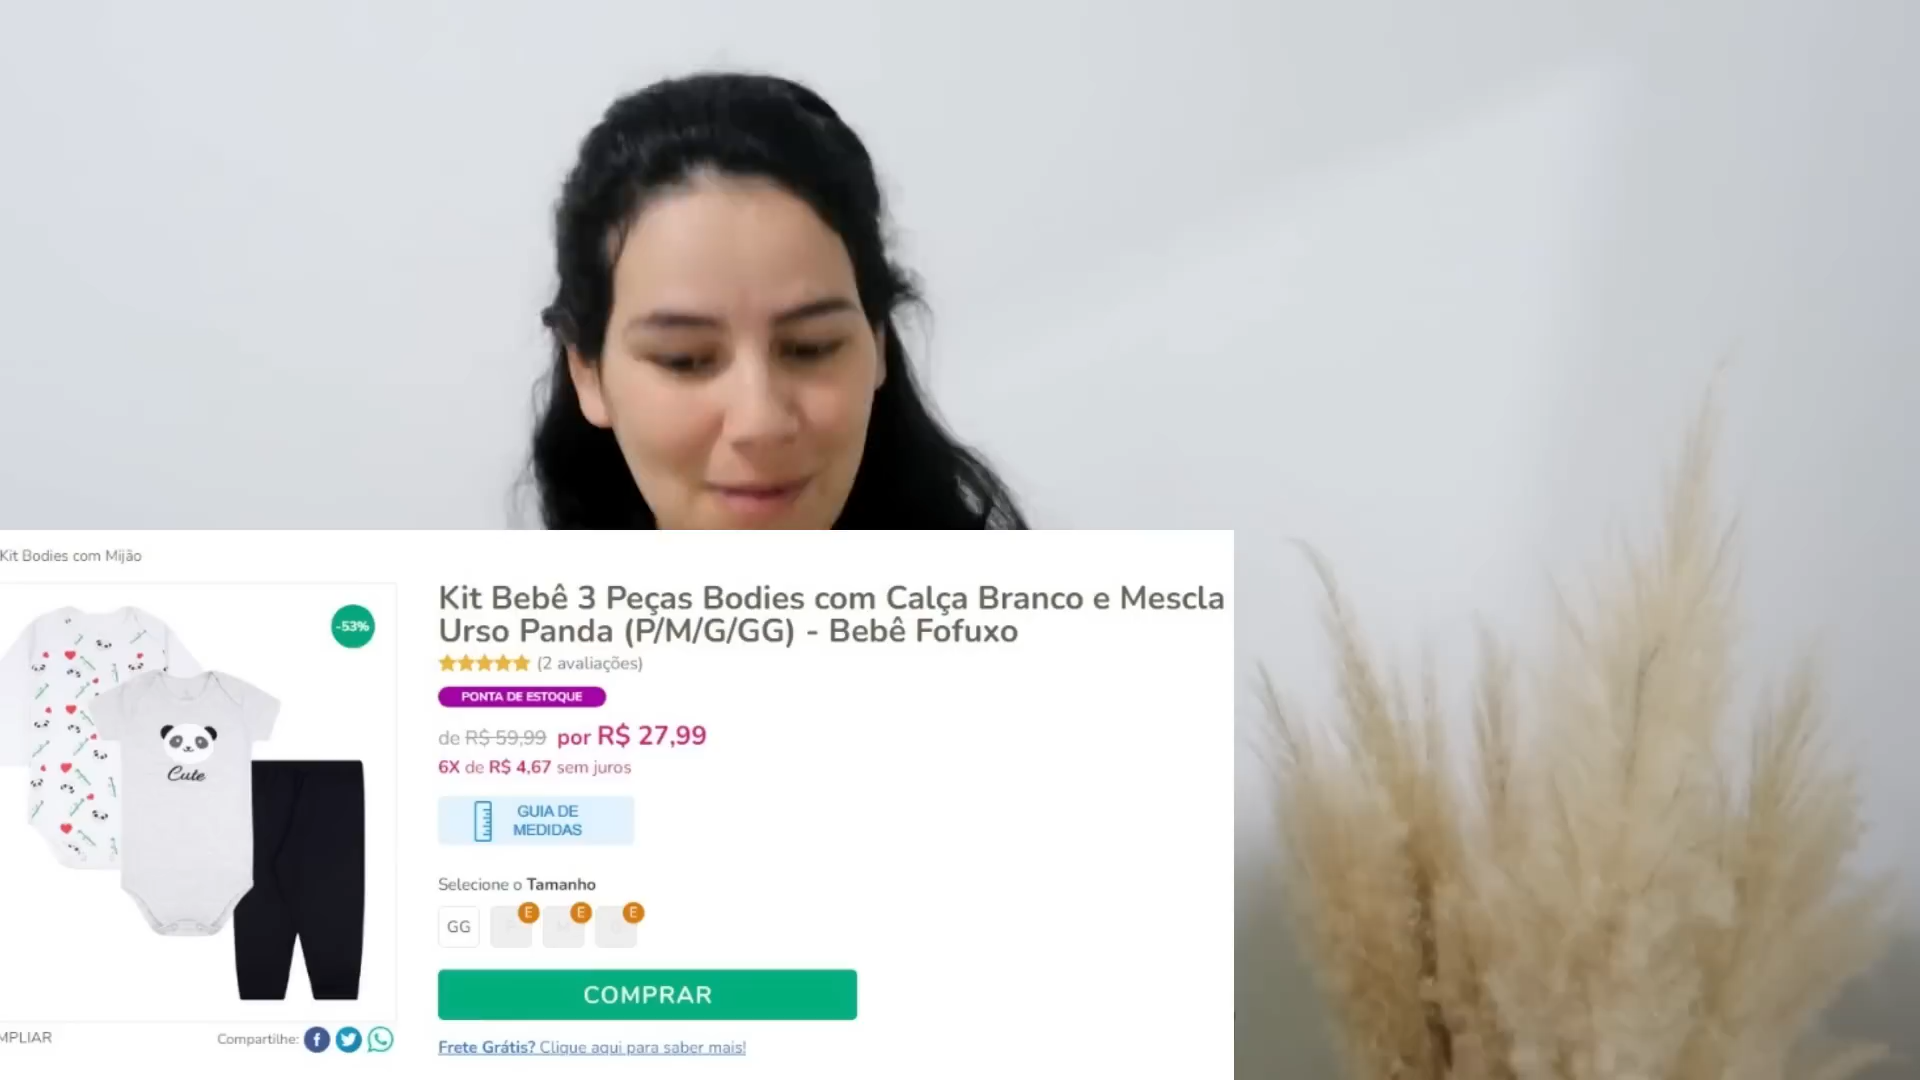 Kit Bodies com Mijão
-53%
Cute
MPLIAR
Compartilhe:
Kit Bebê 3 Peças Bodies com Calça Branco e Mescla
Urso Panda (P/M/G/GG) - Bebê Fofuxo
(2 avaliações)
PONTA DE ESTOQUE
de R$ 59,99 por R$ 27,99
6X de R$ 4,67 sem juros
GUIA DE
MEDIDAS
Selecione o Tamanho
GG E E E
COMPRAR
Frete Grátis? Clique aqui para saber mais!